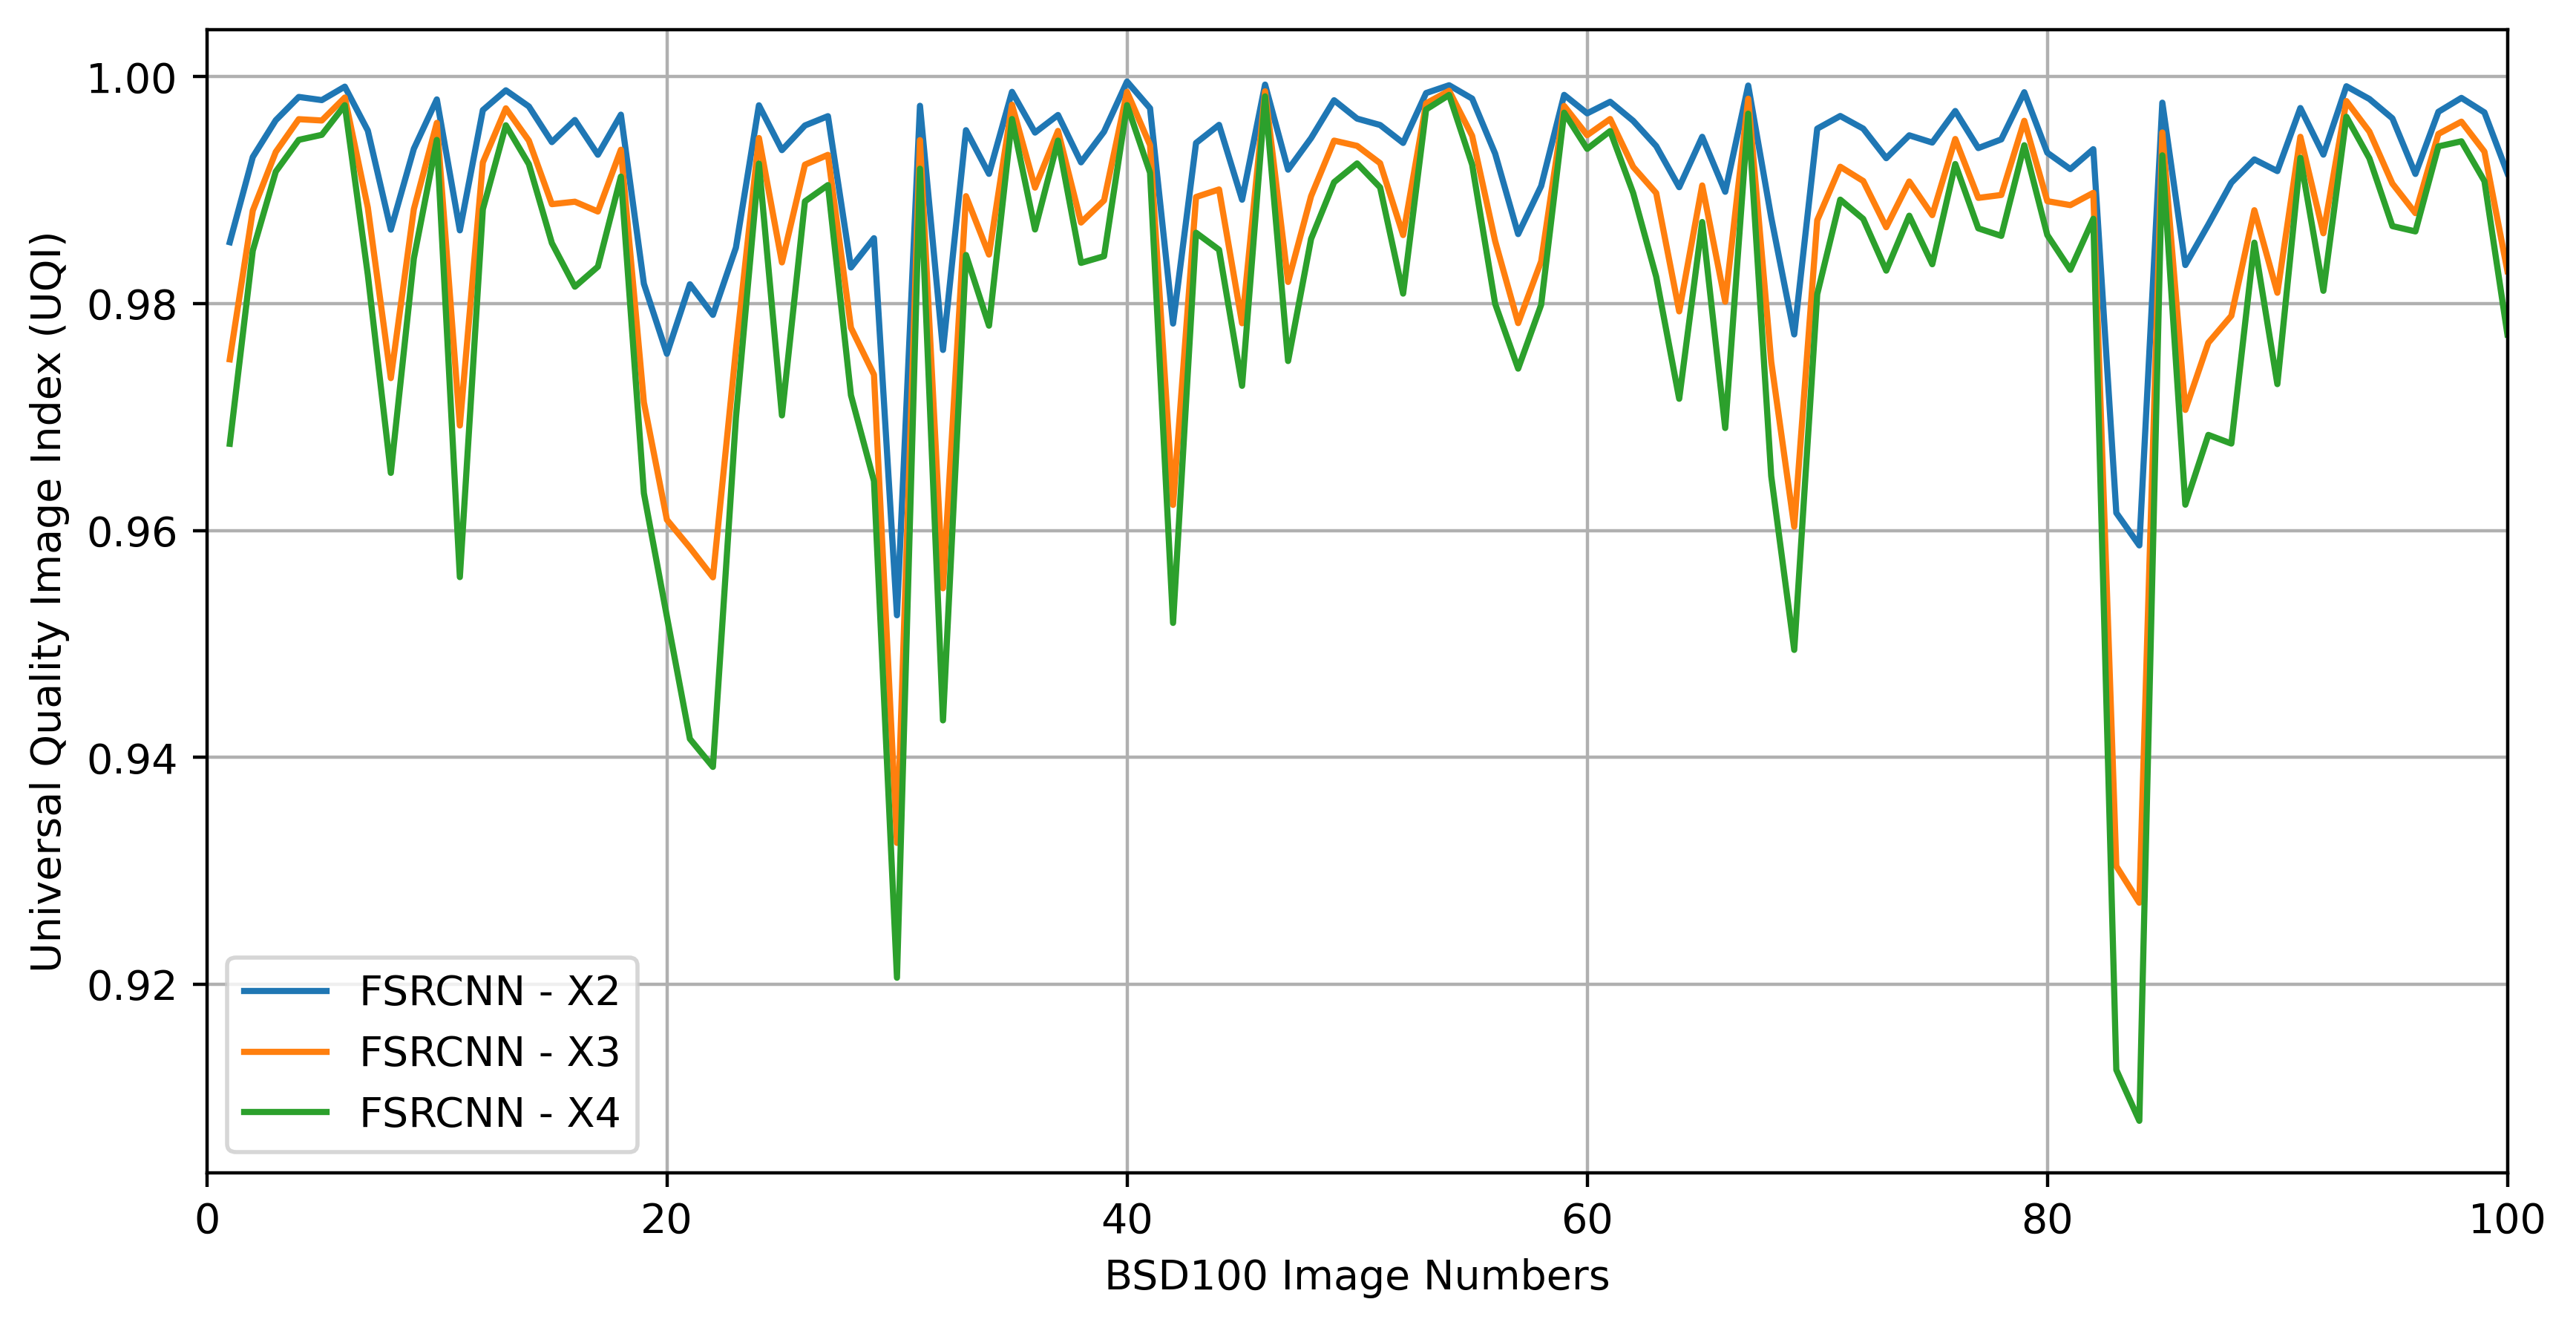 Universal Quality Image Index (UQI)
1.00
0.98
0.96
0.94
0.92
FSRCNN - X2
FSRCNN - X3
FSRCNN - X4
0 20 40 60 80 100
BSD100 Image Numbers